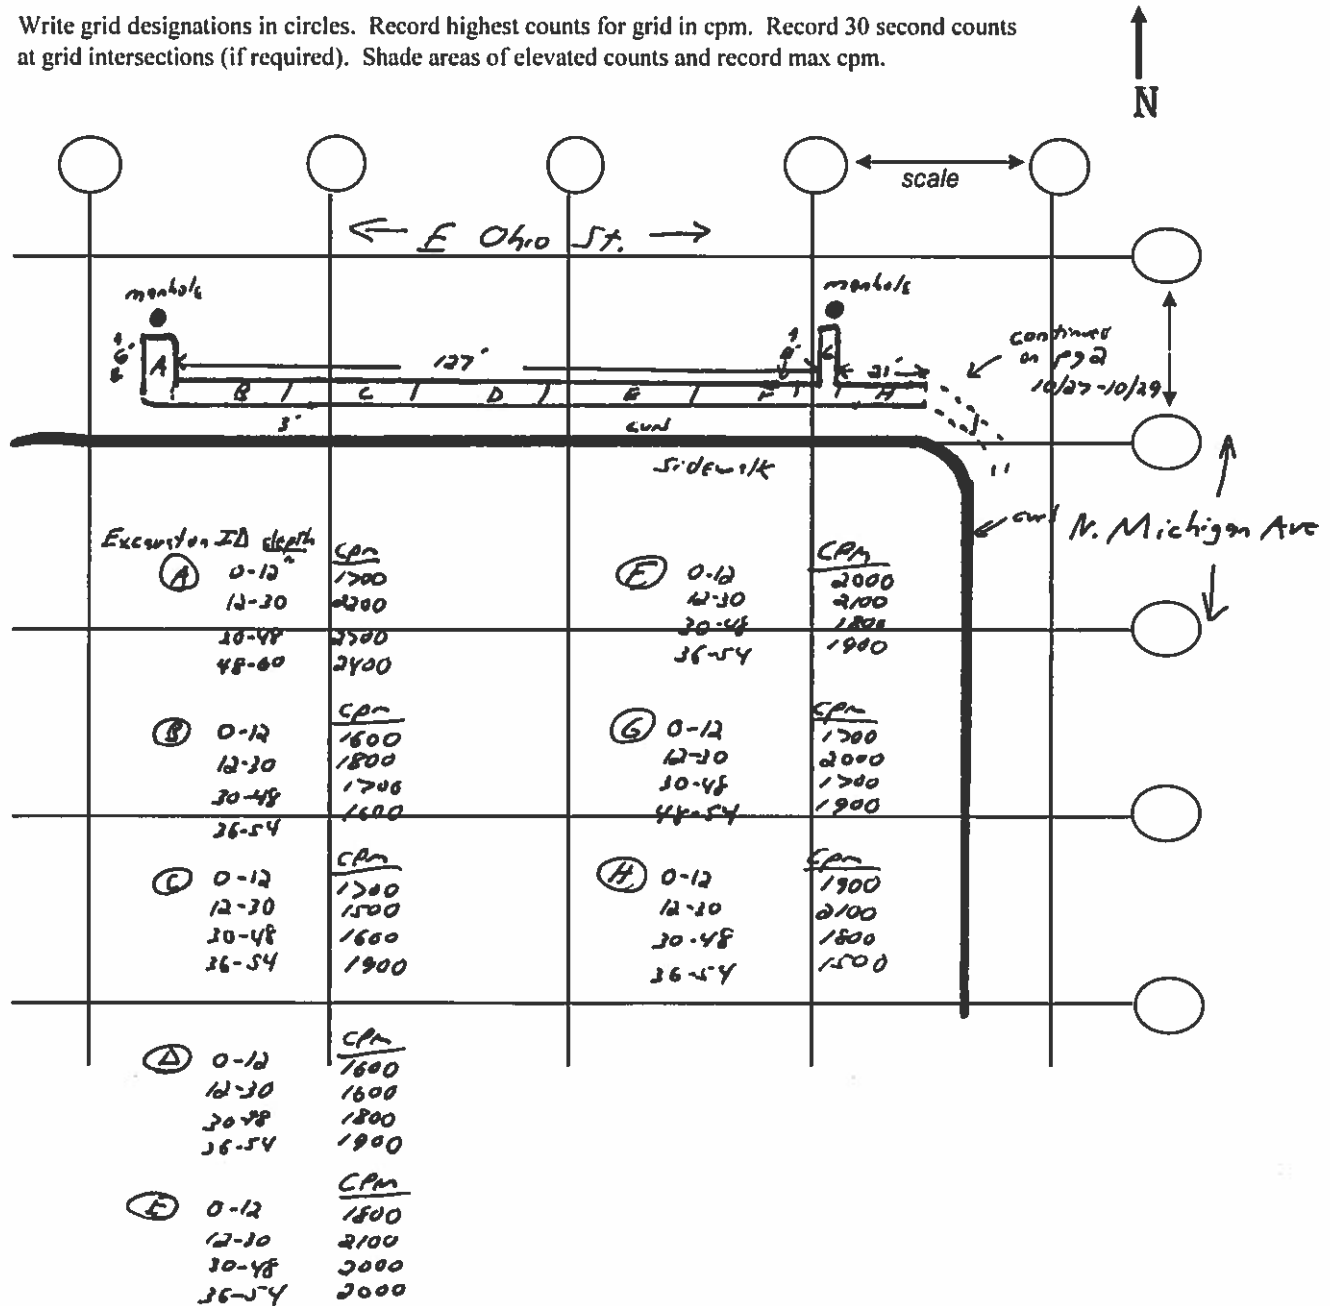 Write grid designations in circles. Record highest counts for grid in cpm. Record 30 second counts
at grid intersections (if required). Shade areas of elevated counts and record max cpm.
N
scale
← E Ohio St. →
manhole
manhole
continued
on pg 2
10/27-10/29
6'
A
127'
G
21'
B
C
D
E
F
H
3'
curb
sidewalk
curb
N. Michigan Ave
Excavation ID depth cpm
A 0-12" 1700
12-30 2200
30-48 2700
48-60 2400
cpm
B 0-12 1600
12-30 1800
30-48 1700
36-54 1600
cpm
C 0-12 1700
12-30 1500
30-48 1600
36-54 1900
cpm
D 0-12 1600
12-30 1600
30-48 1800
36-54 1900
cpm
E 0-12 1800
12-30 2100
30-48 2000
36-54 2000
CPM
F 0-12 2000
12-30 2100
30-48 1800
36-54 1900
cpm
G 0-12 1700
12-30 2000
30-48 1700
48-54 1900
cpm
H 0-12 1900
12-30 2100
30-48 1800
36-54 1500